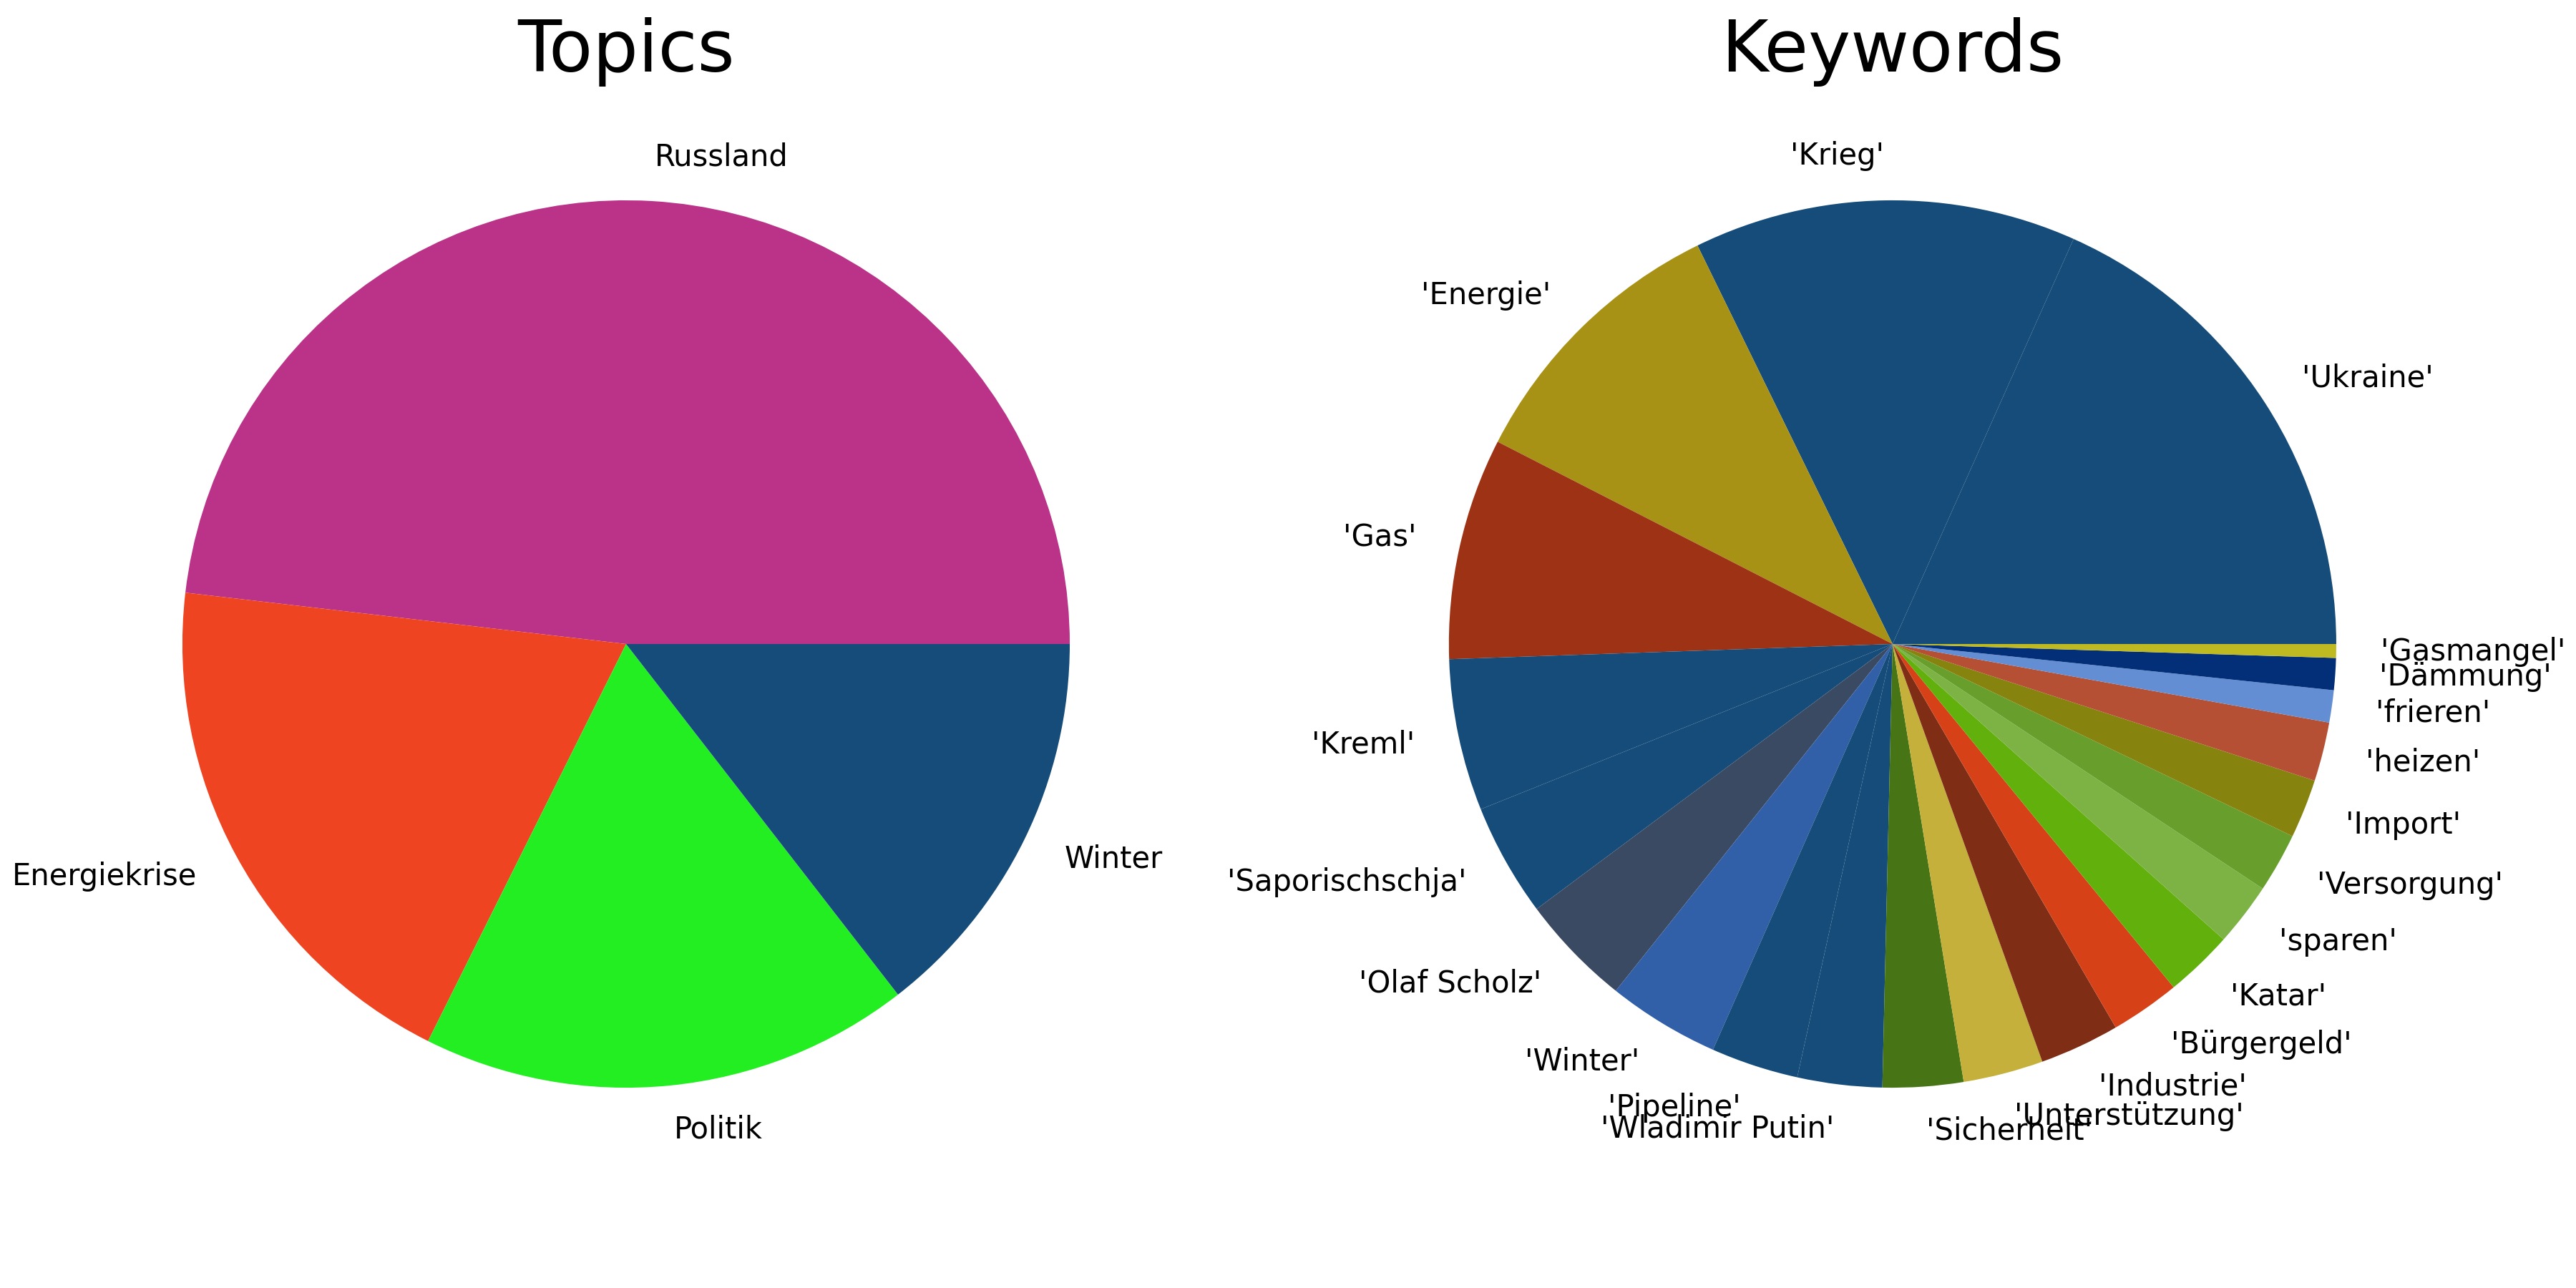 Topics
Russland
Energiekrise
Politik
Winter
Keywords
'Ukraine'
'Krieg'
'Energie'
'Gas'
'Kreml'
'Saporischschja'
'Olaf Scholz'
'Winter'
'Pipeline'
'Wladimir Putin'
'Sicherheit'
'Unterstützung'
'Industrie'
'Bürgergeld'
'Katar'
'sparen'
'Versorgung'
'Import'
'heizen'
'frieren'
'Dämmung'
'Gasmangel'